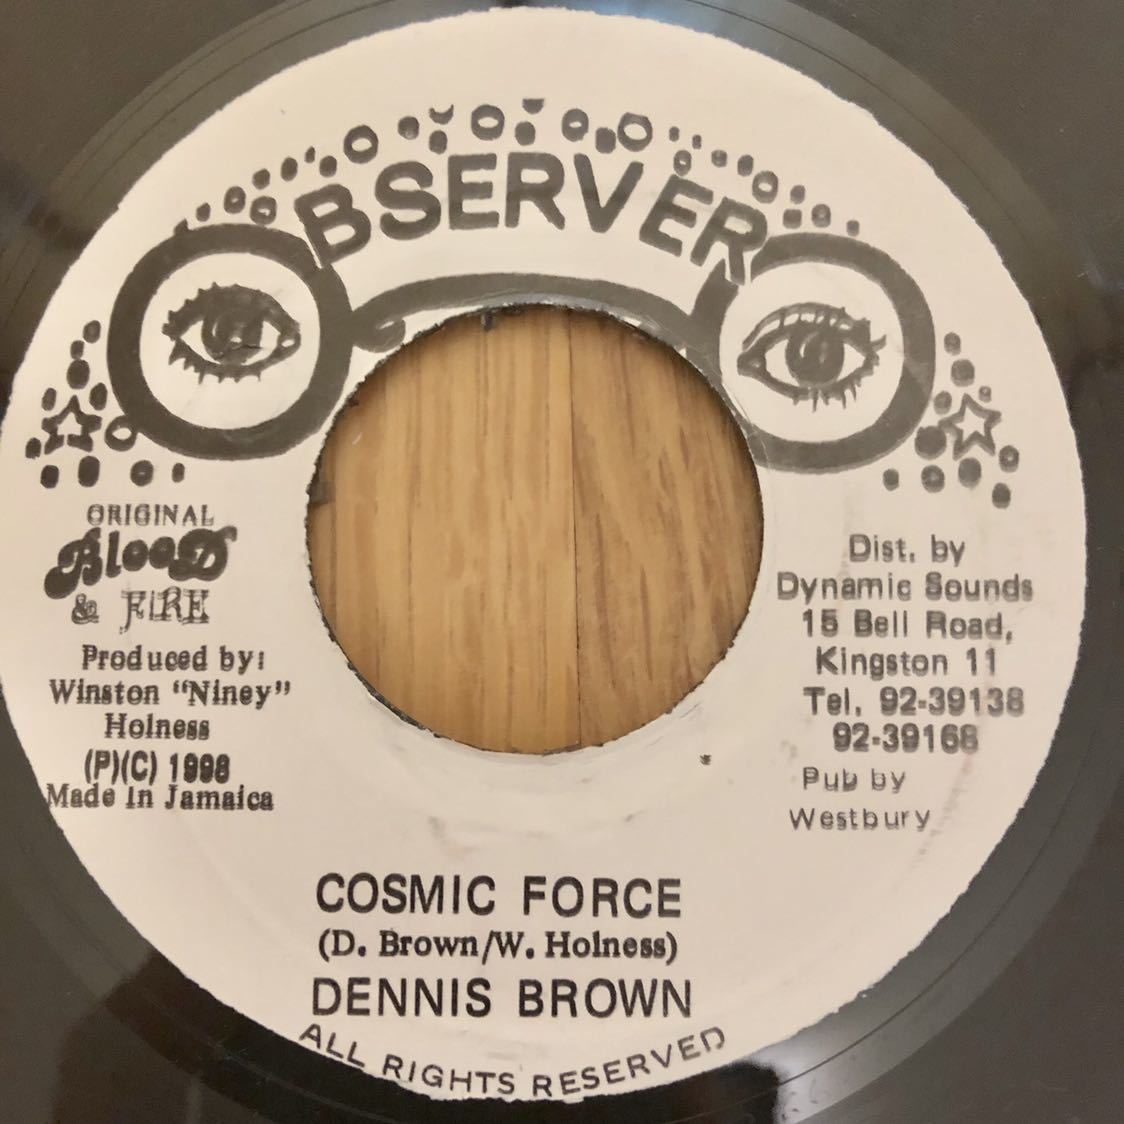 OBSERVER
ORIGINAL
BlooD
& FIRE
Produced by:
Winston "Niney"
Holness
(P)(C) 1998
Made in Jamaica
Dist. by
Dynamic Sounds
15 Bell Road,
Kingston 11
Tel. 92-39138
92-39168
Pub by
Westbury
COSMIC FORCE
(D. Brown/W. Holness)
DENNIS BROWN
ALL RIGHTS RESERVED